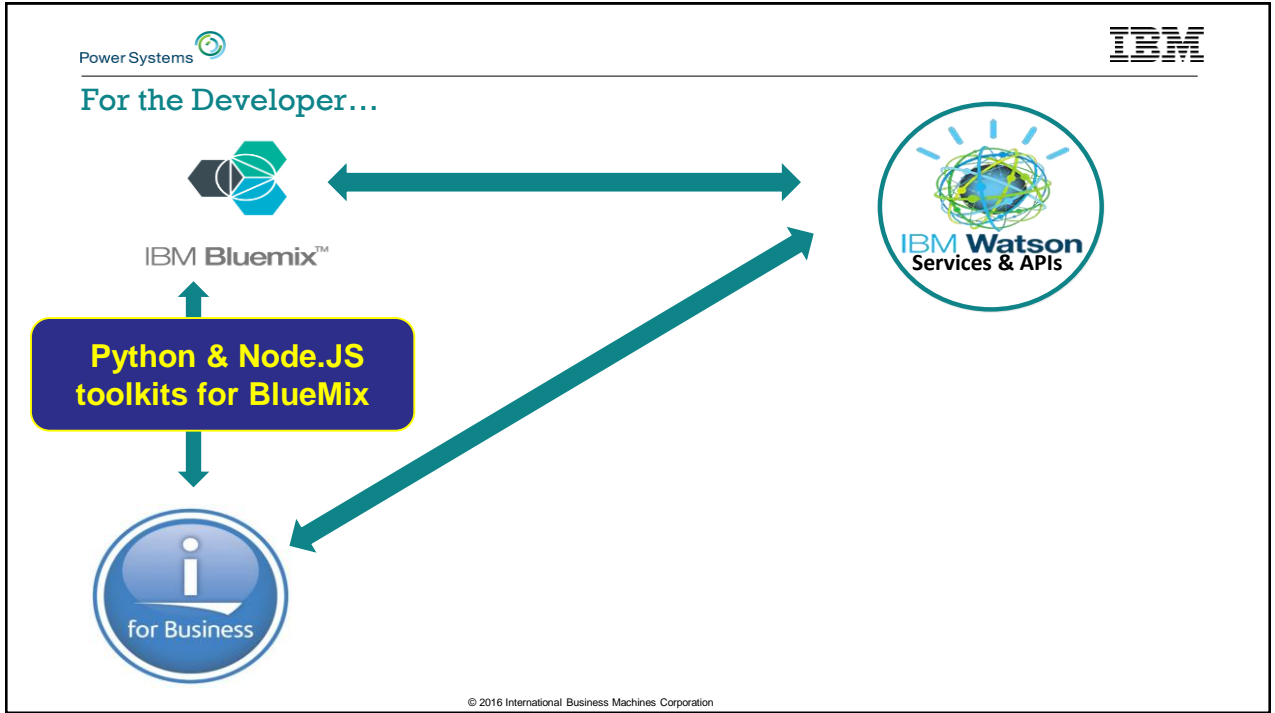 Power Systems
IBM
For the Developer...
IBM Bluemix™
IBM Watson
Services & APIs
Python & Node.JS
toolkits for BlueMix
i
for Business
© 2016 International Business Machines Corporation